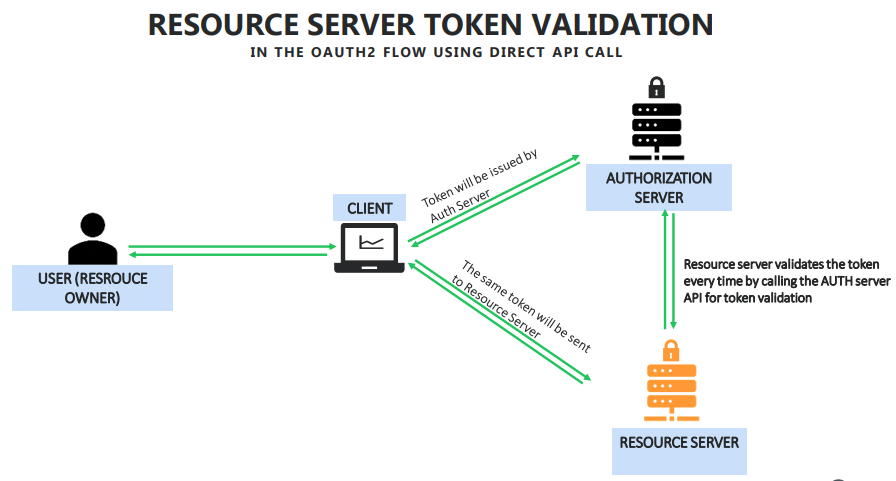 RESOURCE SERVER TOKEN VALIDATION
IN THE OAUTH2 FLOW USING DIRECT API CALL
AUTHORIZATION
SERVER
Token will be issued by
Auth Server
CLIENT
USER (RESROUCE
OWNER)
Resource server validates the token
every time by calling the AUTH server
API for token validation
The same token will be sent
to Resource Server
RESOURCE SERVER